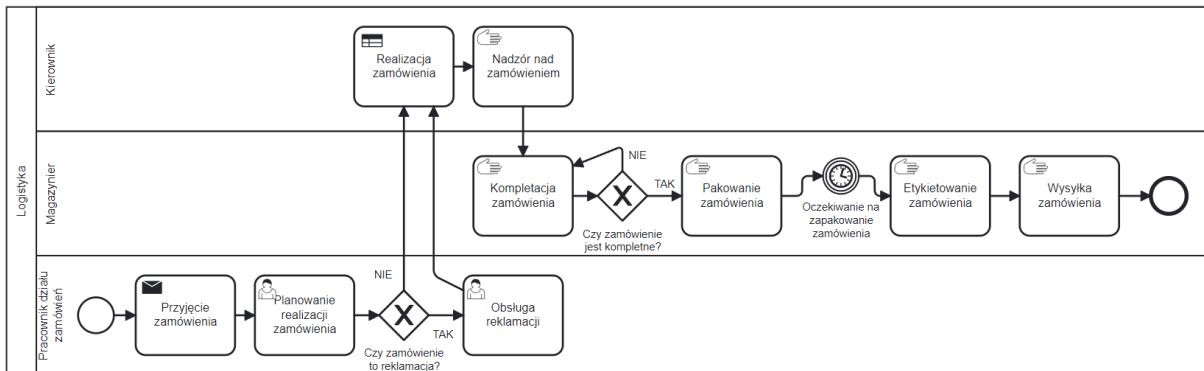 Logistyka
Kierownik
Realizacja
zamówienia
Nadzór nad
zamówieniem
Magazynier
Kompletacja
zamówienia
NIE
Czy zamówienie
jest kompletne?
TAK
Pakowanie
zamówienia
Oczekiwanie na
zapakowanie
zamówienia
Etykietowanie
zamówienia
Wysyłka
zamówienia
Pracownik działu
zamówień
Przyjęcie
zamówienia
Planowanie
realizacji
zamówienia
NIE
Czy zamówienie
to reklamacja?
TAK
Obsługa
reklamacji